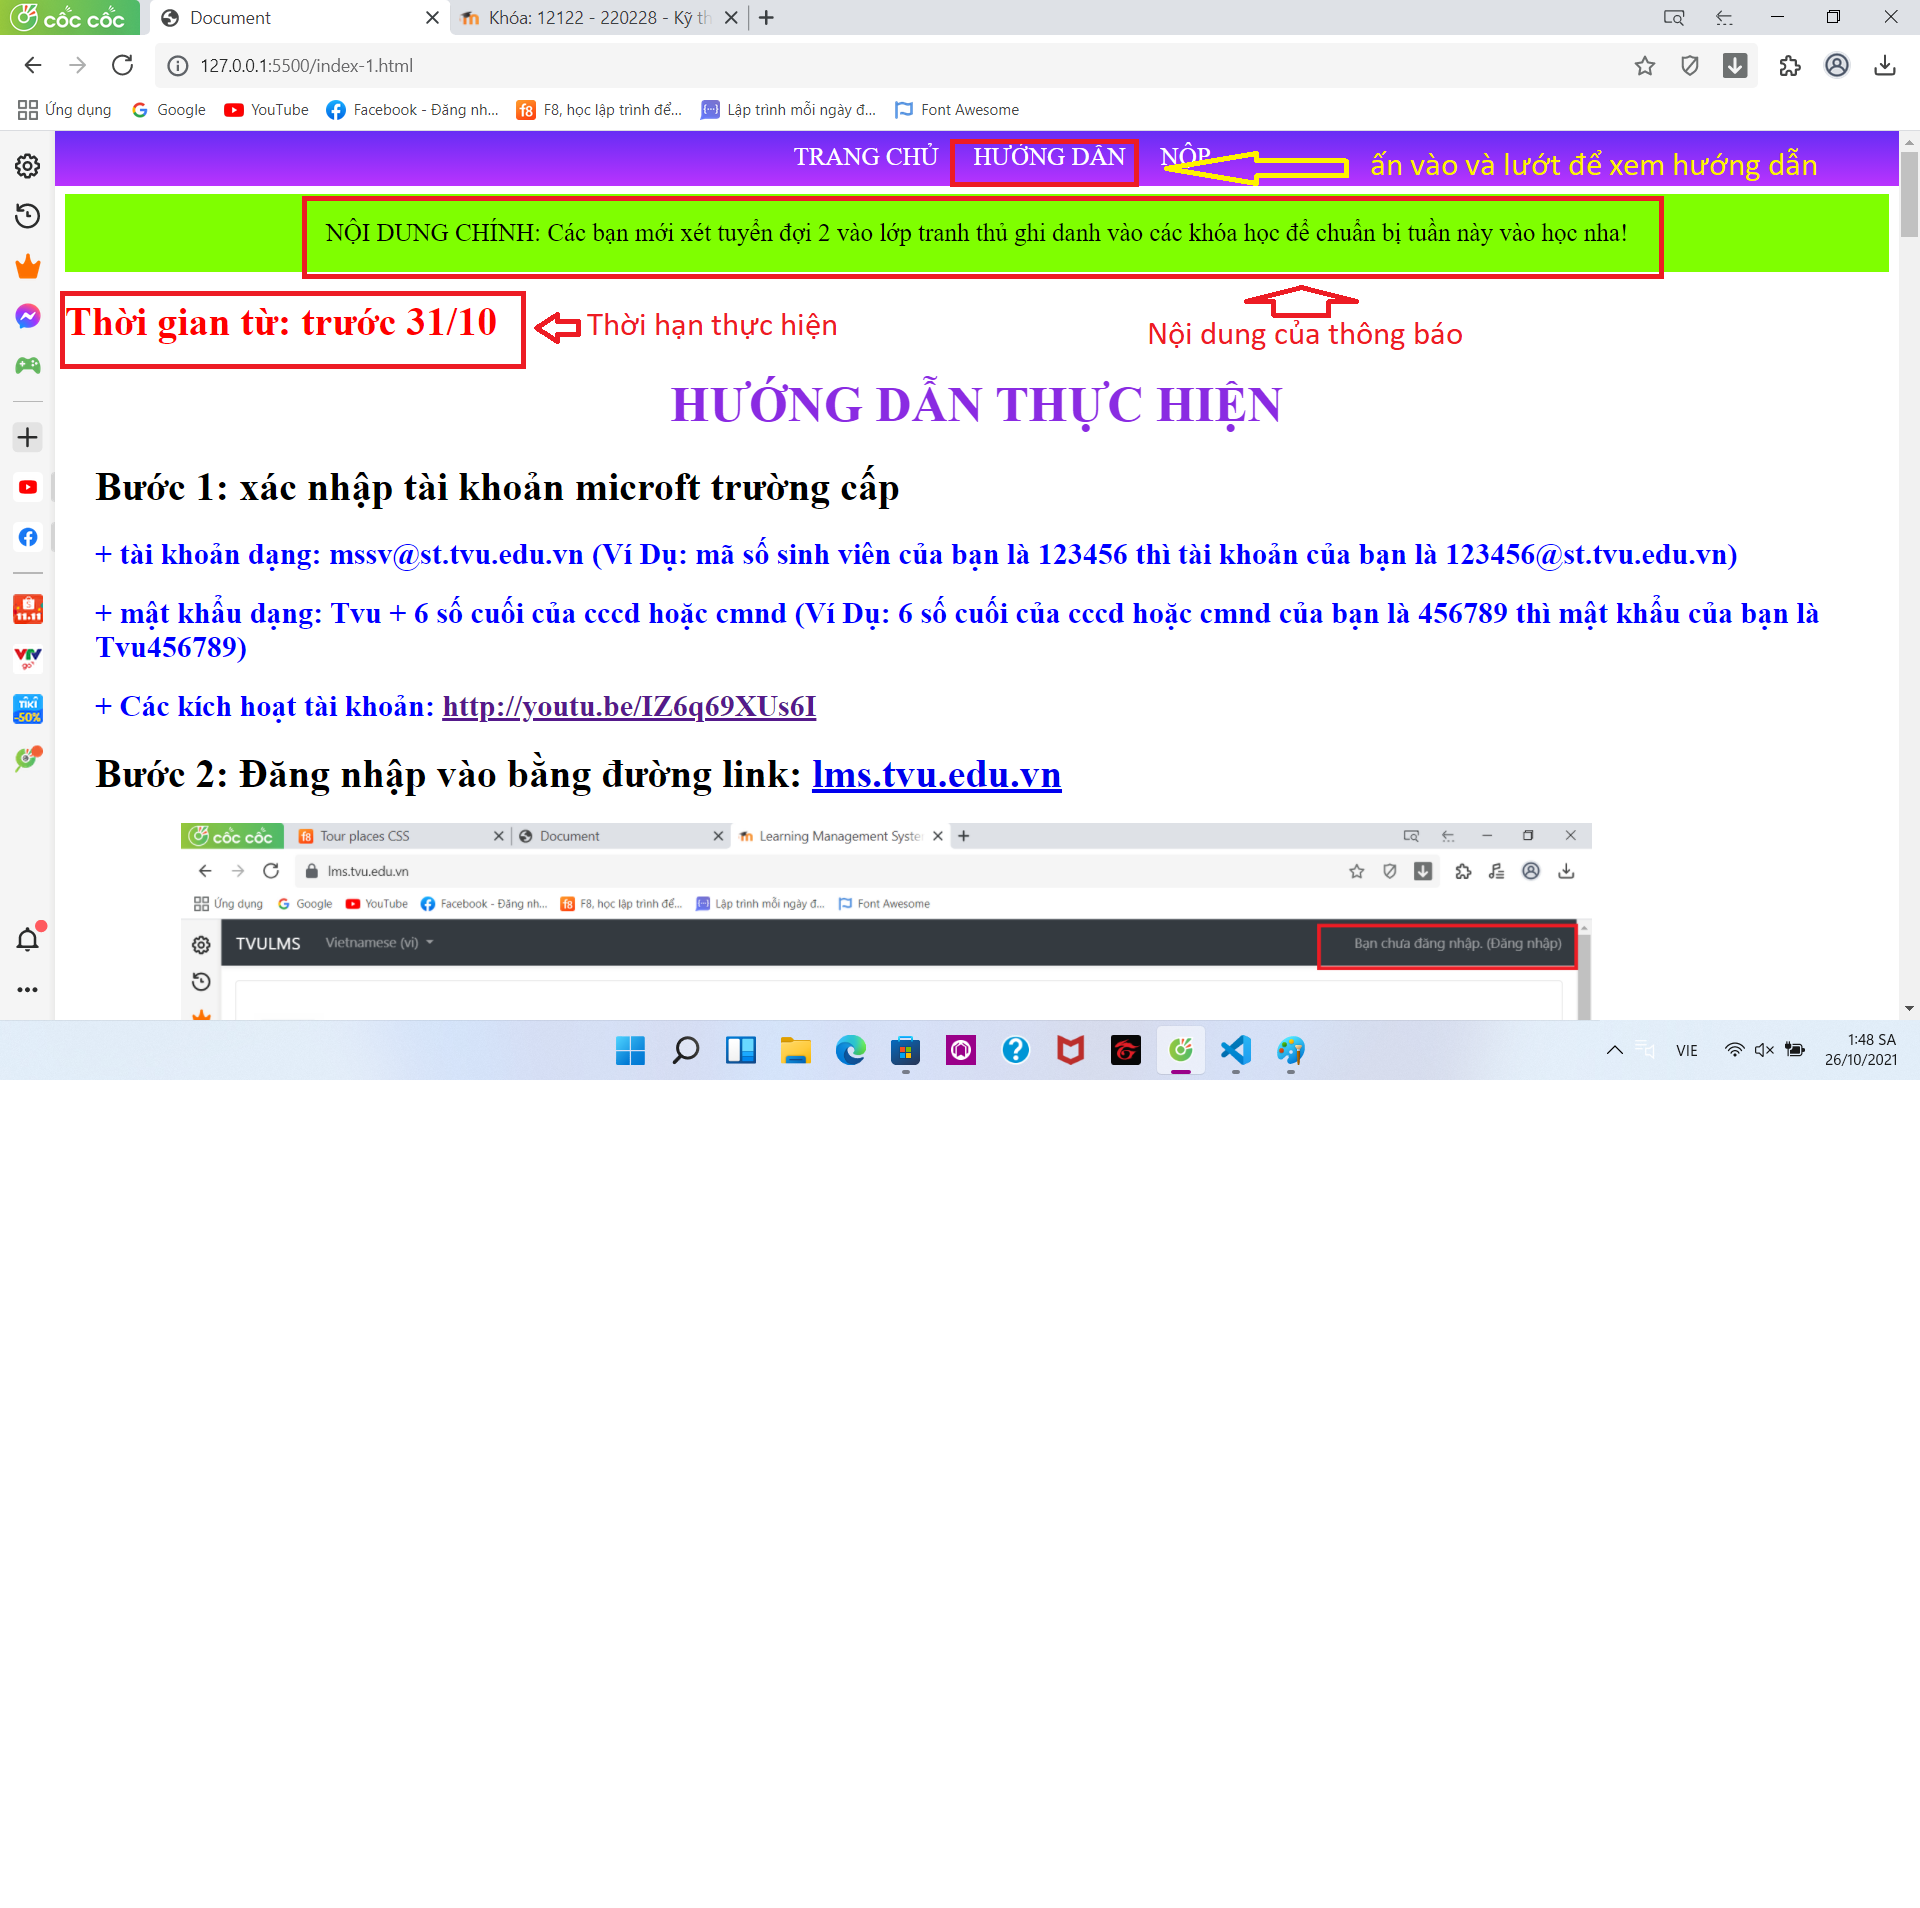 cốc cốc
Document
Khóa: 12122 - 220228 - Kỹ th
127.0.0.1:5500/index-1.html
Ứng dụng
Google
YouTube
Facebook - Đăng nh...
F8, học lập trình để...
Lập trình mỗi ngày đ...
Font Awesome
TRANG CHỦ
HƯỚNG DẪN
NỘP
ấn vào và lướt để xem hướng dẫn
NỘI DUNG CHÍNH: Các bạn mới xét tuyển đợi 2 vào lớp tranh thủ ghi danh vào các khóa học để chuẩn bị tuần này vào học nha!
Thời gian từ: trước 31/10
Thời hạn thực hiện
Nội dung của thông báo
HƯỚNG DẪN THỰC HIỆN
Bước 1: xác nhập tài khoản microft trường cấp
+ tài khoản dạng: mssv@st.tvu.edu.vn (Ví Dụ: mã số sinh viên của bạn là 123456 thì tài khoản của bạn là 123456@st.tvu.edu.vn)
+ mật khẩu dạng: Tvu + 6 số cuối của cccd hoặc cmnd (Ví Dụ: 6 số cuối của cccd hoặc cmnd của bạn là 456789 thì mật khẩu của bạn là
Tvu456789)
+ Các kích hoạt tài khoản: http://youtu.be/IZ6q69XUs6I
Bước 2: Đăng nhập vào bằng đường link: lms.tvu.edu.vn
cốc cốc
Tour places CSS
Document
Learning Management Syste
lms.tvu.edu.vn
Ứng dụng
Google
YouTube
Facebook - Đăng nh...
F8, học lập trình để...
Lập trình mỗi ngày đ...
Font Awesome
TVULMS
Vietnamese (vi)
Bạn chưa đăng nhập. (Đăng nhập)
11.11
VTV
go
TIKI
-50%
VIE
1:48 SA
26/10/2021